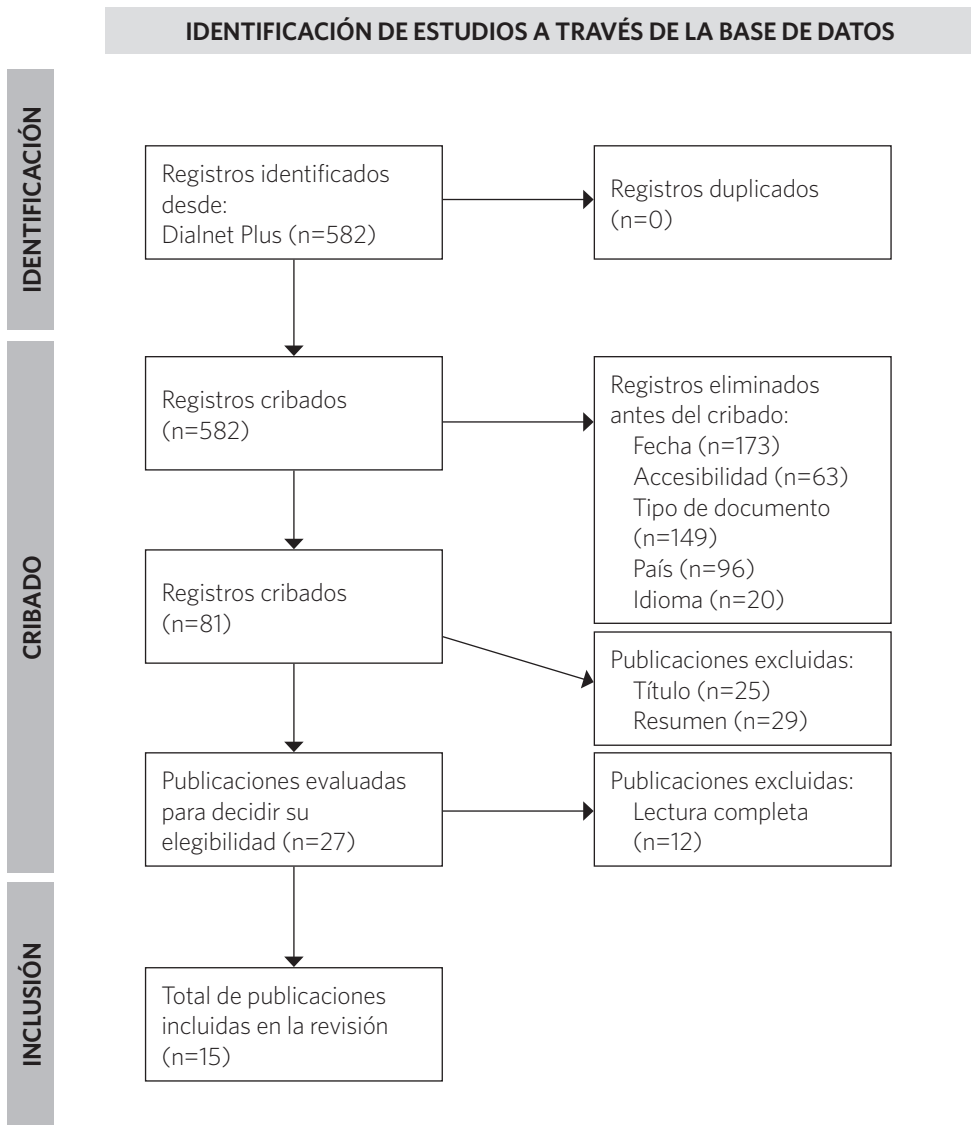 IDENTIFICACIÓN DE ESTUDIOS A TRAVÉS DE LA BASE DE DATOS
IDENTIFICACIÓN
Registros identificados
desde:
Dialnet Plus (n=582)
Registros duplicados
(n=0)
CRIBADO
Registros cribados
(n=582)
Registros eliminados
antes del cribado:
Fecha (n=173)
Accesibilidad (n=63)
Tipo de documento
(n=149)
País (n=96)
Idioma (n=20)
Registros cribados
(n=81)
Publicaciones excluidas:
Título (n=25)
Resumen (n=29)
Publicaciones evaluadas
para decidir su
elegibilidad (n=27)
Publicaciones excluidas:
Lectura completa
(n=12)
INCLUSIÓN
Total de publicaciones
incluidas en la revisión
(n=15)